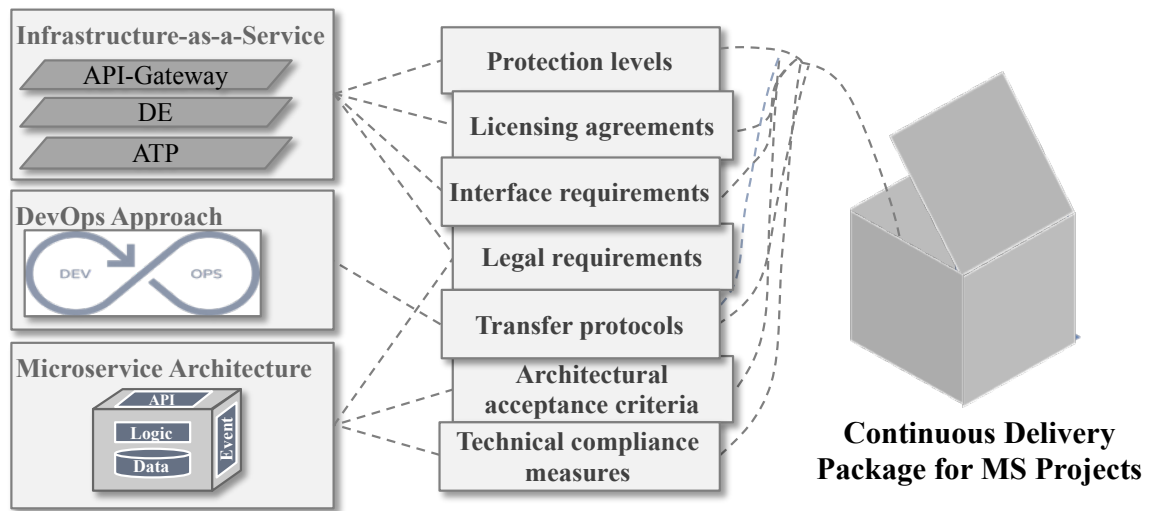 Infrastructure-as-a-Service
API-Gateway
DE
ATP
DevOps Approach
DEV
OPS
Microservice Architecture
API
Logic
Data
Event
Protection levels
Licensing agreements
Interface requirements
Legal requirements
Transfer protocols
Architectural
acceptance criteria
Technical compliance
measures
Continuous Delivery
Package for MS Projects